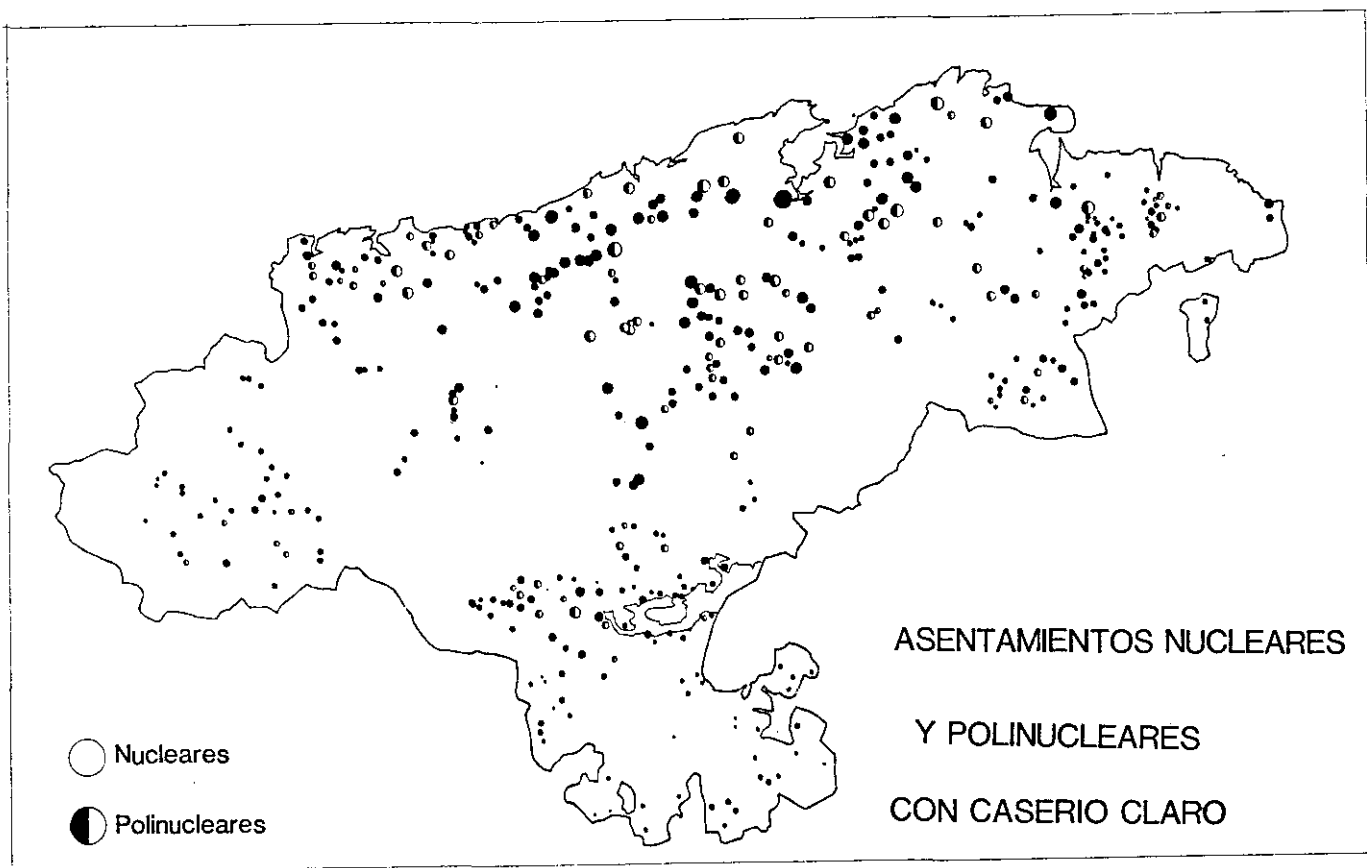 ASENTAMIENTOS NUCLEARES
Y POLINUCLEARES
CON CASERIO CLARO
Nucleares
Polinucleares